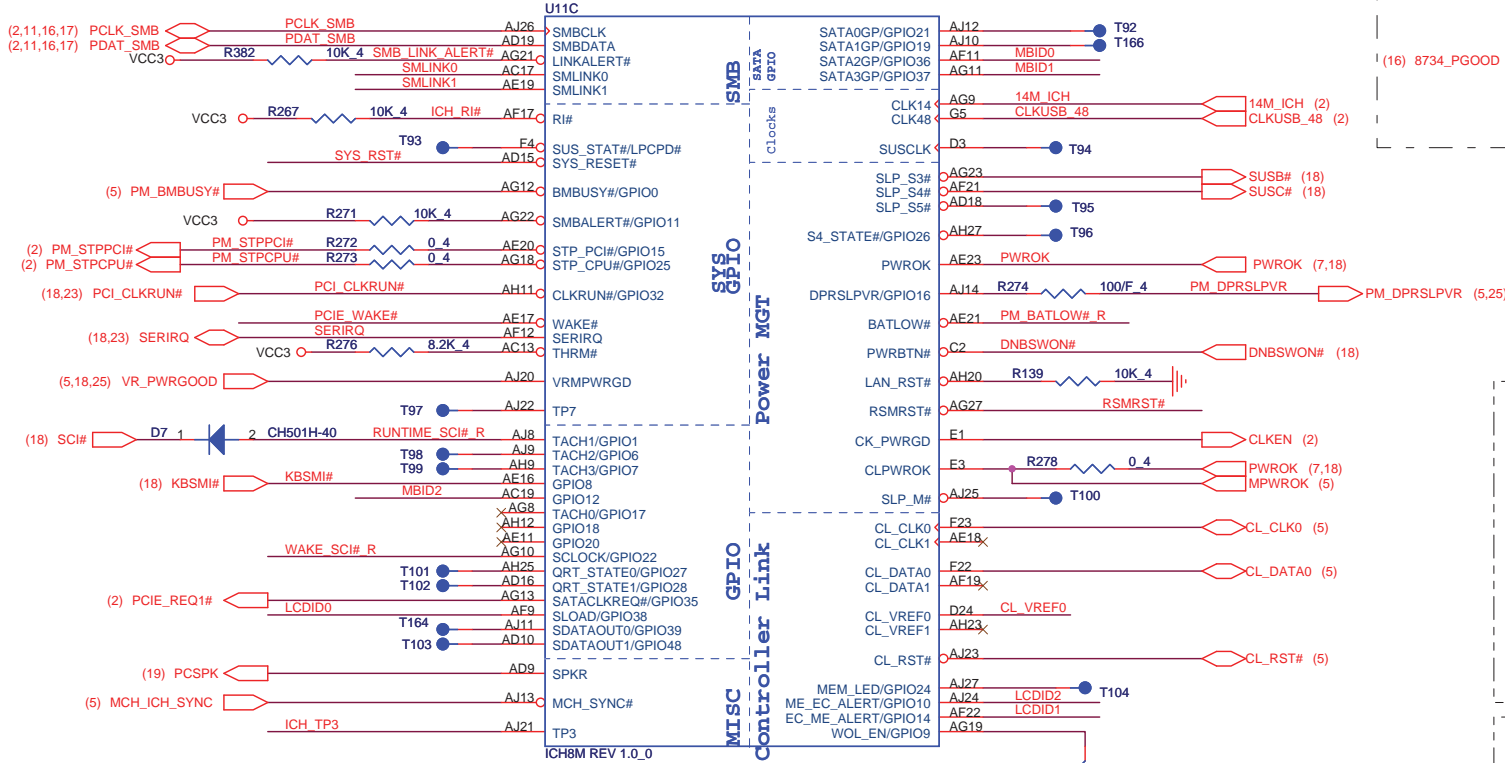 U11C
(2,11,16,17) PCLK_SMB PCLK_SMB AJ26 SMBCLK
(2,11,16,17) PDAT_SMB PDAT_SMB AD19 SMBDATA
VCC3 R382 10K_4 SMB_LINK_ALERT# AG21 LINKALERT#
SMLINK0 AC17 SMLINK0
SMLINK1 AE19 SMLINK1
VCC3 R267 10K_4 ICH_RI# AF17 RI#
T93 F4 SUS_STAT#/LPCPD#
SYS_RST# AD15 SYS_RESET#
(5) PM_BMBUSY# AG12 BMBUSY#/GPIO0
VCC3 R271 10K_4 AG22 SMBALERT#/GPIO11
(2) PM_STPPCI# PM_STPPCI# R272 0_4 AE20 STP_PCI#/GPIO15
(2) PM_STPCPU# PM_STPCPU# R273 0_4 AG18 STP_CPU#/GPIO25
(18,23) PCI_CLKRUN# PCI_CLKRUN# AH11 CLKRUN#/GPIO32
PCIE_WAKE# AE17 WAKE#
(18,23) SERIRQ SERIRQ AF12 SERIRQ
VCC3 R276 8.2K_4 AC13 THRM#
(5,18,25) VR_PWRGOOD AJ20 VRMPWRGD
T97 AJ22 TP7
(18) SCI# D7 1 2 CH501H-40 RUNTIME_SCI#_R AJ8 TACH1/GPIO1
T98 AJ9 TACH2/GPIO6
T99 AH9 TACH3/GPIO7
(18) KBSMI# KBSMI# AE16 GPIO8
MBID2 AC19 GPIO12
AG8 TACH0/GPIO17
AH12 GPIO18
AE11 GPIO20
WAKE_SCI#_R AG10 SCLOCK/GPIO22
T101 AH25 QRT_STATE0/GPIO27
T102 AD16 QRT_STATE1/GPIO28
(2) PCIE_REQ1# AG13 SATACLKREQ#/GPIO35
LCDID0 AF9 SLOAD/GPIO38
T164 AJ11 SDATAOUT0/GPIO39
T103 AD10 SDATAOUT1/GPIO48
(19) PCSPK AD9 SPKR
(5) MCH_ICH_SYNC AJ13 MCH_SYNC#
ICH_TP3 AJ21 TP3
ICH8M REV 1.0_0
SMB
SATA
GPIO
Clocks
SYS
GPIO
Power MGT
GPIO
Controller Link
MISC
SATA0GP/GPIO21 AJ12 T92
SATA1GP/GPIO19 AJ10 T166
SATA2GP/GPIO36 AF11 MBID0
SATA3GP/GPIO37 AG11 MBID1
CLK14 AG9 14M_ICH 14M_ICH (2)
CLK48 G5 CLKUSB_48 CLKUSB_48 (2)
SUSCLK D3 T94
SLP_S3# AG23 SUSB# (18)
SLP_S4# AF21 SUSC# (18)
SLP_S5# AD18 T95
S4_STATE#/GPIO26 AH27 T96
PWROK AE23 PWROK PWROK (7,18)
DPRSLPVR/GPIO16 AJ14 R274 100/F_4 PM_DPRSLPVR PM_DPRSLPVR (5,25)
BATLOW# AE21 PM_BATLOW#_R
PWRBTN# C2 DNBSWON# DNBSWON# (18)
LAN_RST# AH20 R139 10K_4
RSMRST# AG27 RSMRST#
CK_PWRGD E1 CLKEN (2)
CLPWROK E3 R278 0_4 PWROK (7,18)
MPWROK (5)
SLP_M# AJ25 T100
CL_CLK0 F23 CL_CLK0 (5)
CL_CLK1 AE18
CL_DATA0 F22 CL_DATA0 (5)
CL_DATA1 AF19
CL_VREF0 D24 CL_VREF0
CL_VREF1 AH23
CL_RST# AJ23 CL_RST# (5)
MEM_LED/GPIO24 AJ27 T104
ME_EC_ALERT/GPIO10 AJ24 LCDID2
EC_ME_ALERT/GPIO14 AF22 LCDID1
WOL_EN/GPIO9 AG19
(16) 8734_PGOOD